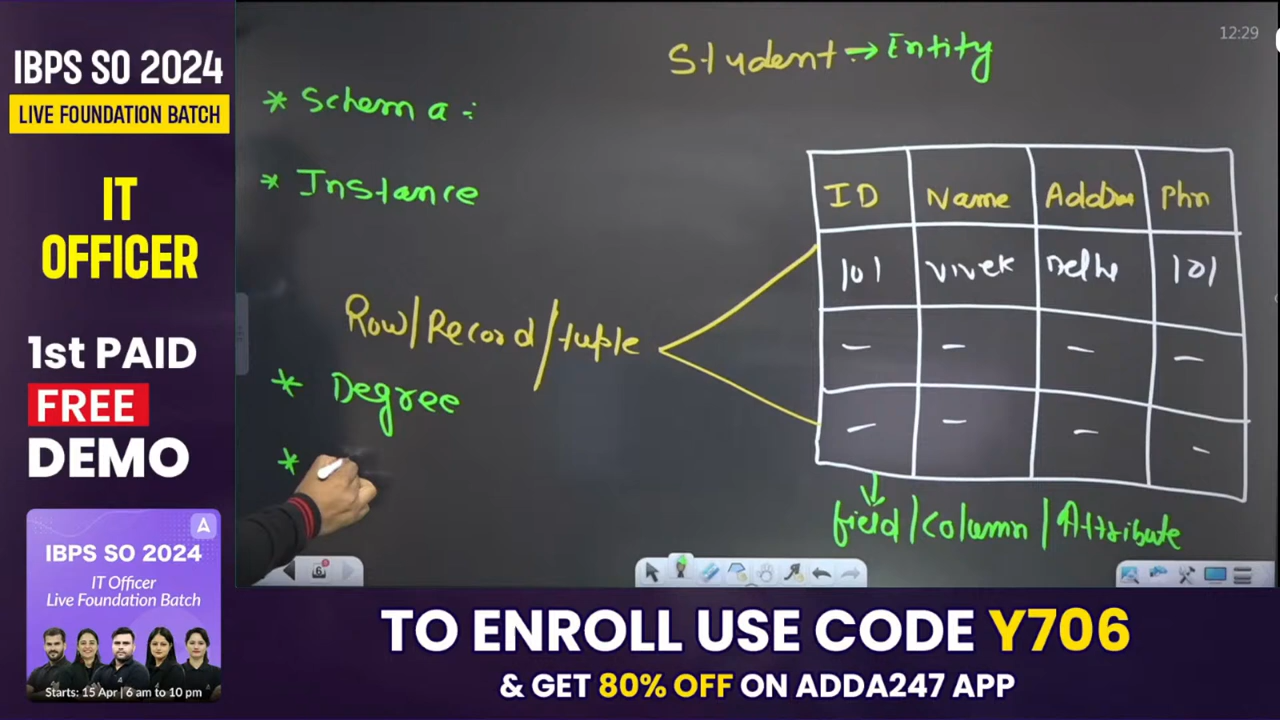 IBPS SO 2024
LIVE FOUNDATION BATCH
IT
OFFICER
1st PAID
FREE
DEMO
IBPS SO 2024
IT Officer
Live Foundation Batch
Starts: 15 Apr | 6 am to 10 pm
12:29
Student → Entity
* Schema :
* Instance
ID Name Phn
101 Vivek Delhi 101
Row/Record/tuple
* Degree
*
field/Column/Attribute
TO ENROLL USE CODE Y706
& GET 80% OFF ON ADDA247 APP